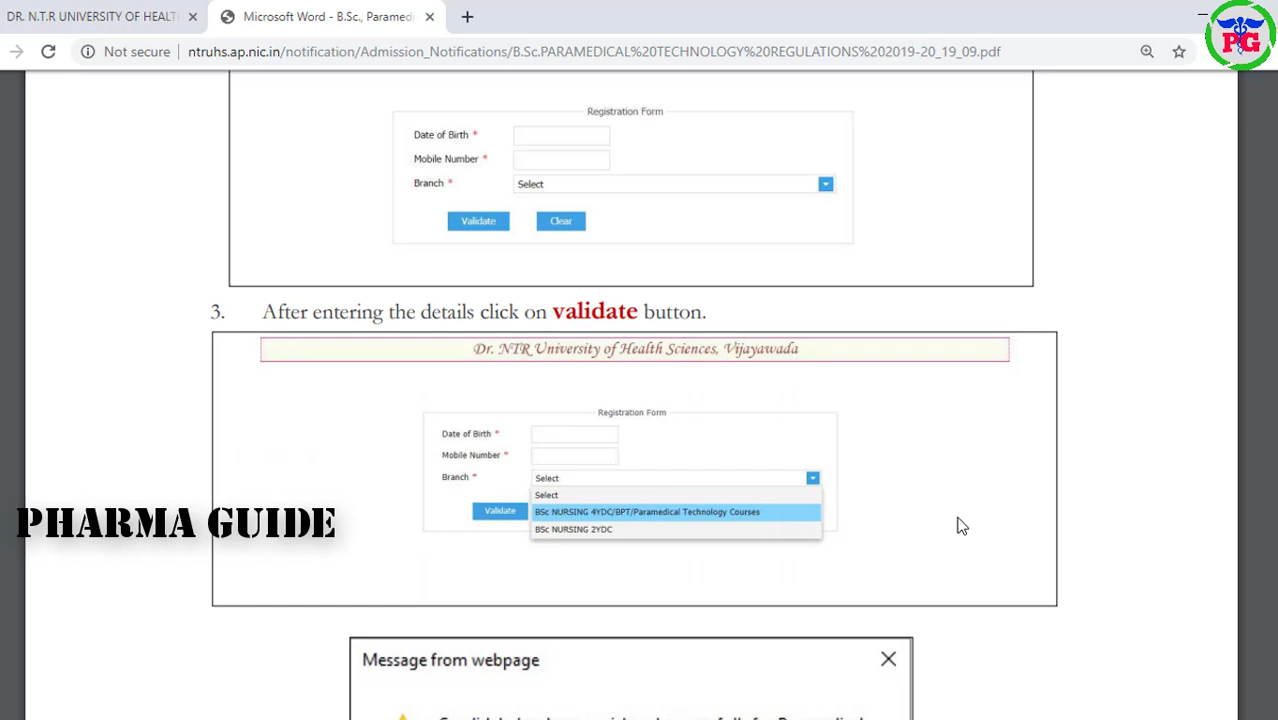 DR. N.T.R UNIVERSITY OF HEALT
Microsoft Word - B.Sc., Paramed
PG
Not secure
ntruhs.ap.nic.in/notification/Admission_Notifications/B.Sc.PARAMEDICAL%20TECHNOLOGY%20REGULATIONS%202019-20_19_09.pdf
Registration Form
Date of Birth *
Mobile Number *
Branch * Select
Validate Clear
3. After entering the details click on validate button.
Dr. NTR University of Health Sciences, Vijayawada
Registration Form
Date of Birth *
Mobile Number *
Branch * Select
Select
Validate BSc NURSING 4YDC/BPT/Paramedical Technology Courses
BSc NURSING 2YDC
PHARMA GUIDE
Message from webpage